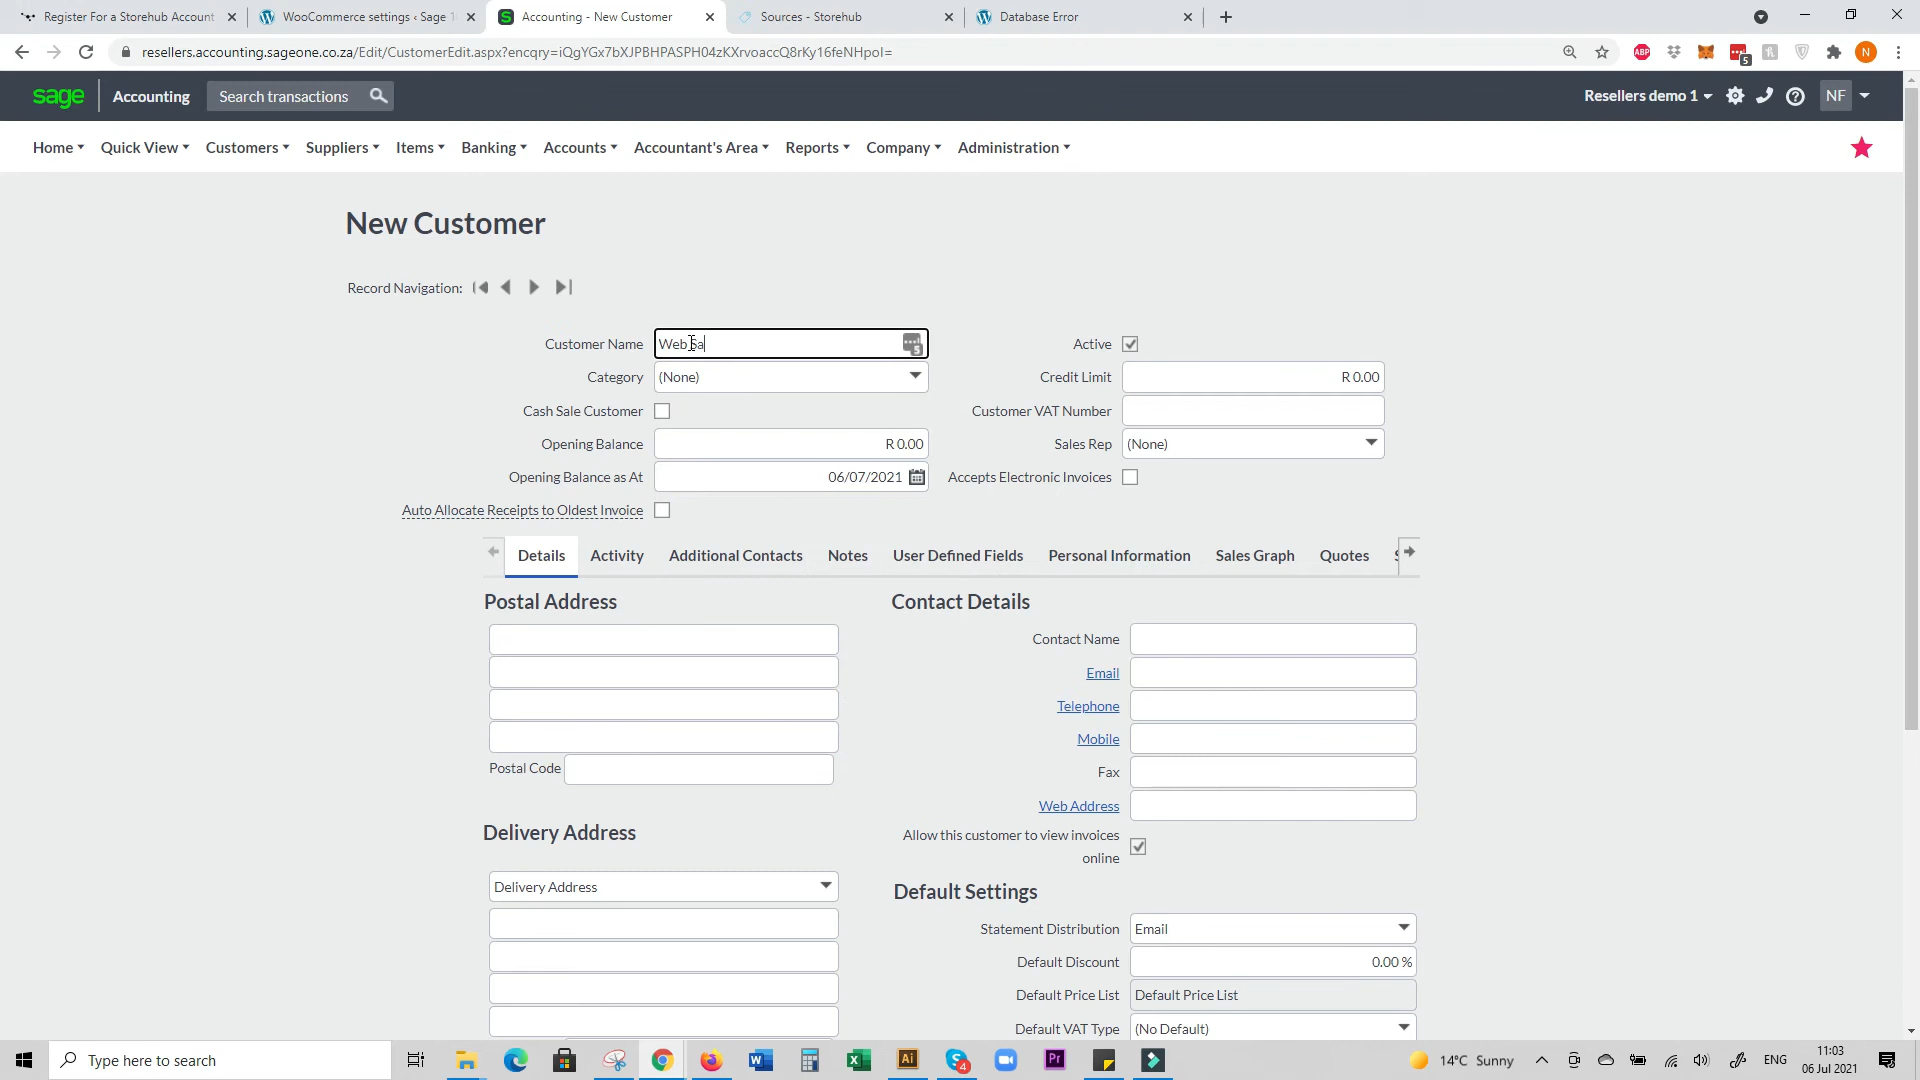 Register For a Storehub Account
WooCommerce settings ‹ Sage 1
Accounting - New Customer
Sources - Storehub
Database Error
resellers.accounting.sageone.co.za/Edit/CustomerEdit.aspx?encqry=iQgYGx7bXJPBHPASPH04zKXrvoaccQ8rKy16feNHpoI=
ABP
5
N
sage
Accounting
Search transactions
Resellers demo 1
NF
Home
Quick View
Customers
Suppliers
Items
Banking
Accounts
Accountant's Area
Reports
Company
Administration
New Customer
Record Navigation:
Customer Name
Web Sa
5
Active
Category
(None)
Credit Limit
R 0.00
Cash Sale Customer
Customer VAT Number
Opening Balance
R 0.00
Sales Rep
(None)
Opening Balance as At
06/07/2021
Accepts Electronic Invoices
Auto Allocate Receipts to Oldest Invoice
Details
Activity
Additional Contacts
Notes
User Defined Fields
Personal Information
Sales Graph
Quotes
Postal Address
Contact Details
Contact Name
Email
Telephone
Mobile
Postal Code
Fax
Web Address
Delivery Address
Allow this customer to view invoices
online
Delivery Address
Default Settings
Statement Distribution
Email
Default Discount
0.00 %
Default Price List
Default Price List
Default VAT Type
(No Default)
Type here to search
Ai
4
Pr
14°C Sunny
ENG
11:03
06 Jul 2021